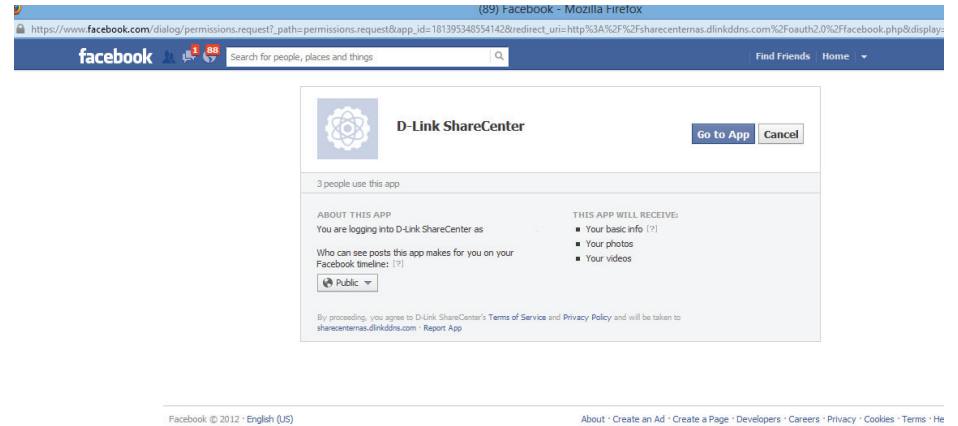 (89) Facebook - Mozilla Firefox
https://www.facebook.com/dialog/permissions.request?_path=permissions.request&app_id=181395348554142&redirect_uri=http%3A%2F%2Fsharecenternas.dlinkddns.com%2Foauth2.0%2Ffacebook.php&display=
facebook 1 88 Search for people, places and things Find Friends Home
D-Link ShareCenter Go to App Cancel
3 people use this app
ABOUT THIS APP THIS APP WILL RECEIVE:
You are logging into D-Link ShareCenter as ▪ Your basic info [?]
▪ Your photos
Who can see posts this app makes for you on your ▪ Your videos
Facebook timeline: [?]
Public
By proceeding, you agree to D-Link ShareCenter's Terms of Service and Privacy Policy and will be taken to
sharecenternas.dlinkddns.com · Report App
Facebook © 2012 · English (US) About · Create an Ad · Create a Page · Developers · Careers · Privacy · Cookies · Terms · He